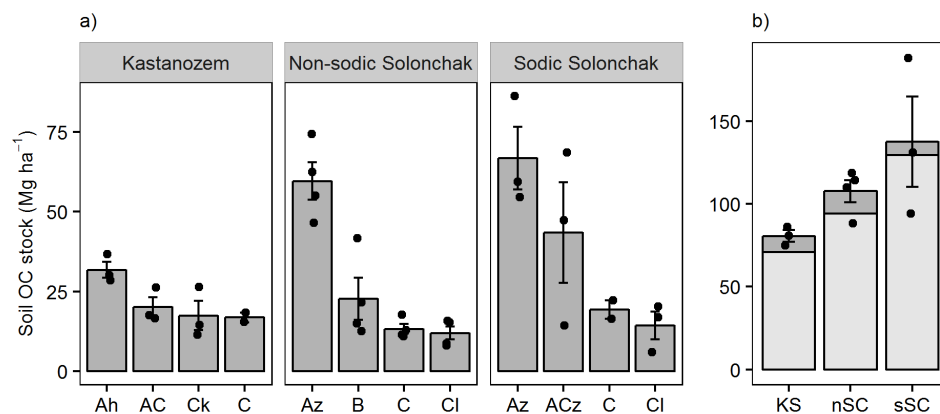 a)
b)
Kastanozem
Non-sodic Solonchak
Sodic Solonchak
Soil OC stock (Mg ha⁻¹)
75
50
25
0
150
100
50
0
Ah AC Ck C
Az B C Cl
Az ACz C Cl
KS nSC sSC